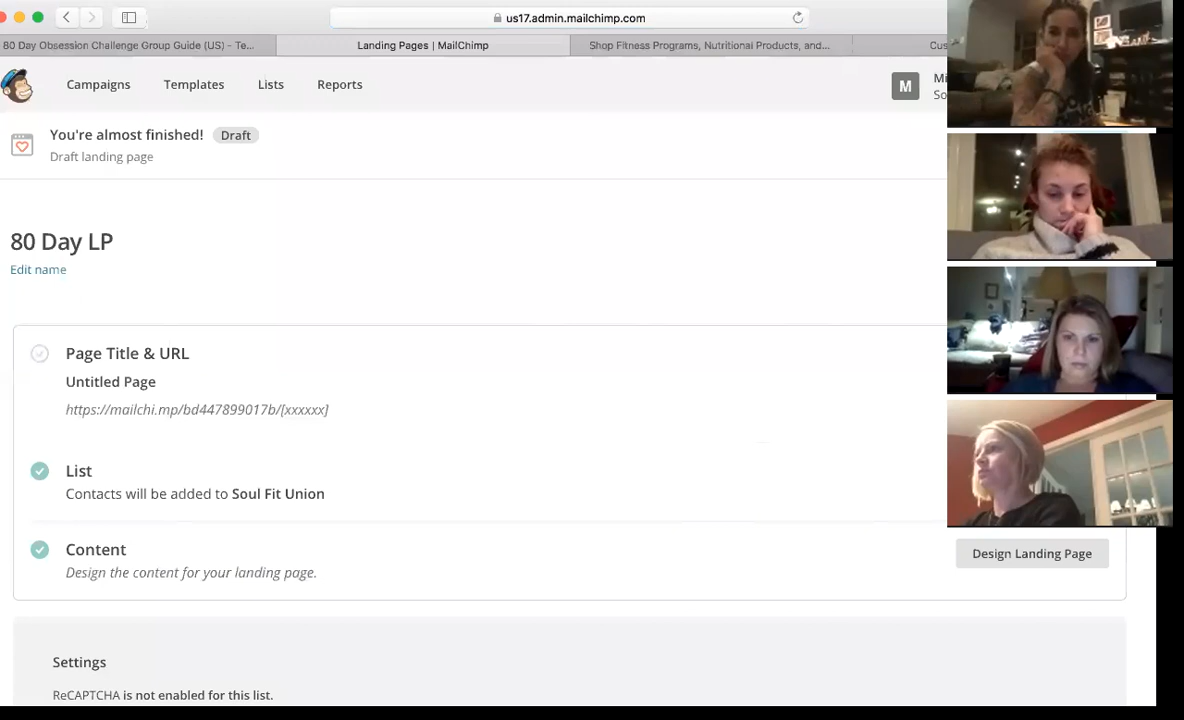 us17.admin.mailchimp.com
80 Day Obsession Challenge Group Guide (US) - Te...
Landing Pages | MailChimp
Shop Fitness Programs, Nutritional Products, and...
Cus
Campaigns
Templates
Lists
Reports
M
Mi
So
You're almost finished!
Draft
Draft landing page
80 Day LP
Edit name
Page Title & URL
Untitled Page
https://mailchi.mp/bd447899017b/[xxxxxx]
List
Contacts will be added to Soul Fit Union
Content
Design the content for your landing page.
Design Landing Page
Settings
ReCAPTCHA is not enabled for this list.